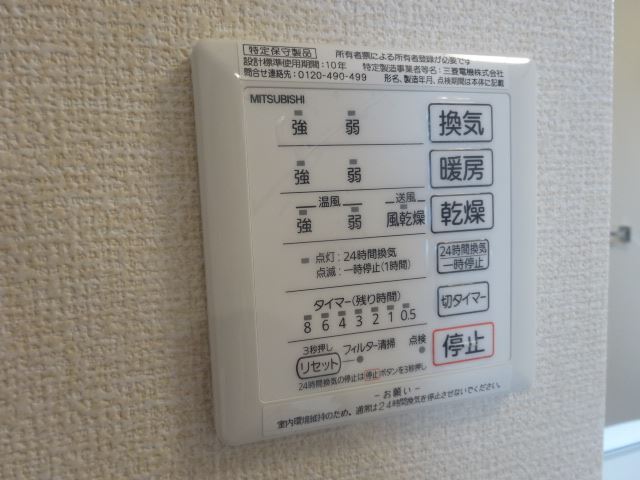 特定保守製品 所有者票による所有者登録が必要です
設計標準使用期間:10年 特定製造事業者等名:三菱電機株式会社
問合せ連絡先:0120-490-499 形名、製造年月、点検期間は本体に記載
MITSUBISHI
強 弱 換気
強 弱 暖房
温風 送風
強 弱 風乾燥 乾燥
点灯:24時間換気
点滅:一時停止(1時間)
24時間換気
一時停止
タイマー(残り時間)
8 6 4 3 2 1 0.5
切タイマー
3秒押し
リセット フィルター清掃 点検
停止
24時間換気の停止は停止ボタンを3秒押し
-お願い-
室内環境維持のため、通常は24時間換気を停止させないでください。